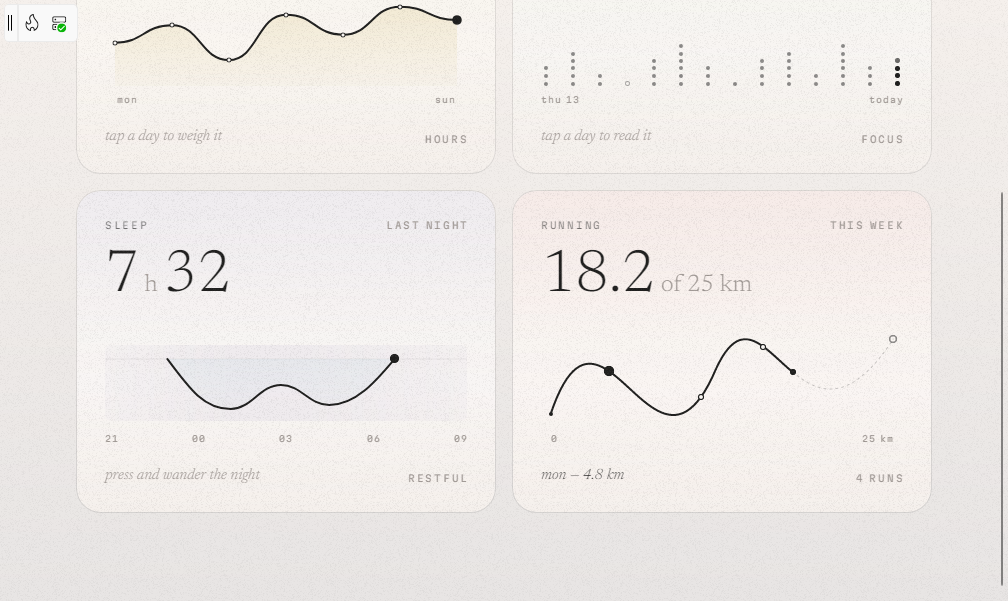 mon sun
tap a day to weigh it HOURS
thu 13 today
tap a day to read it FOCUS
SLEEP LAST NIGHT
7 h 32
21 00 03 06 09
press and wander the night RESTFUL
RUNNING THIS WEEK
18.2 of 25 km
0 25 km
mon – 4.8 km 4 RUNS